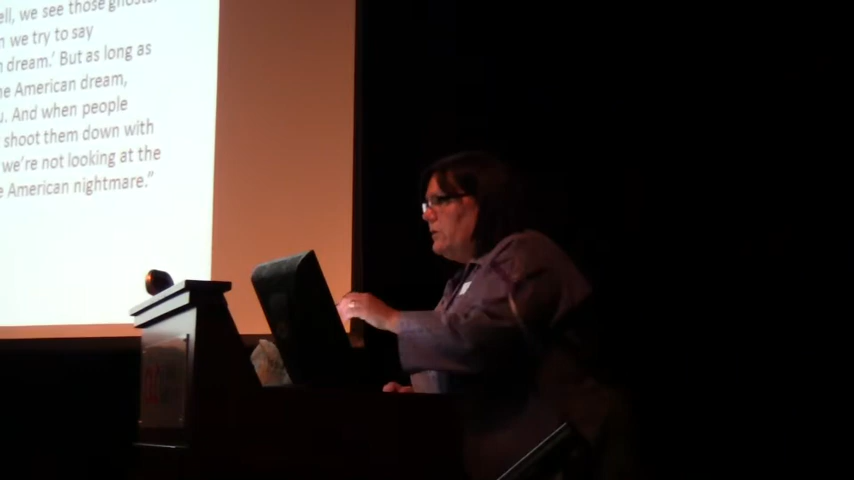 ell, we see those ghosts.
n we try to say
n dream.' But as long as
he American dream,
u. And when people
shoot them down with
we're not looking at the
e American nightmare."